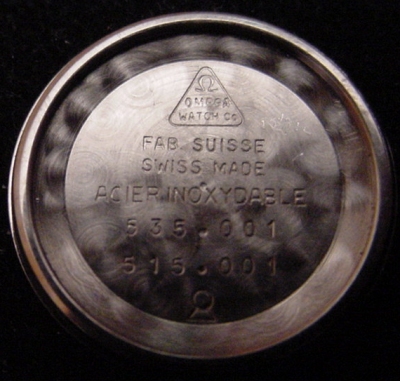 Ω
OMEGA
WATCH Co
FAB. SUISSE
SWISS MADE
ACIER INOXYDABLE
535.001
515.001